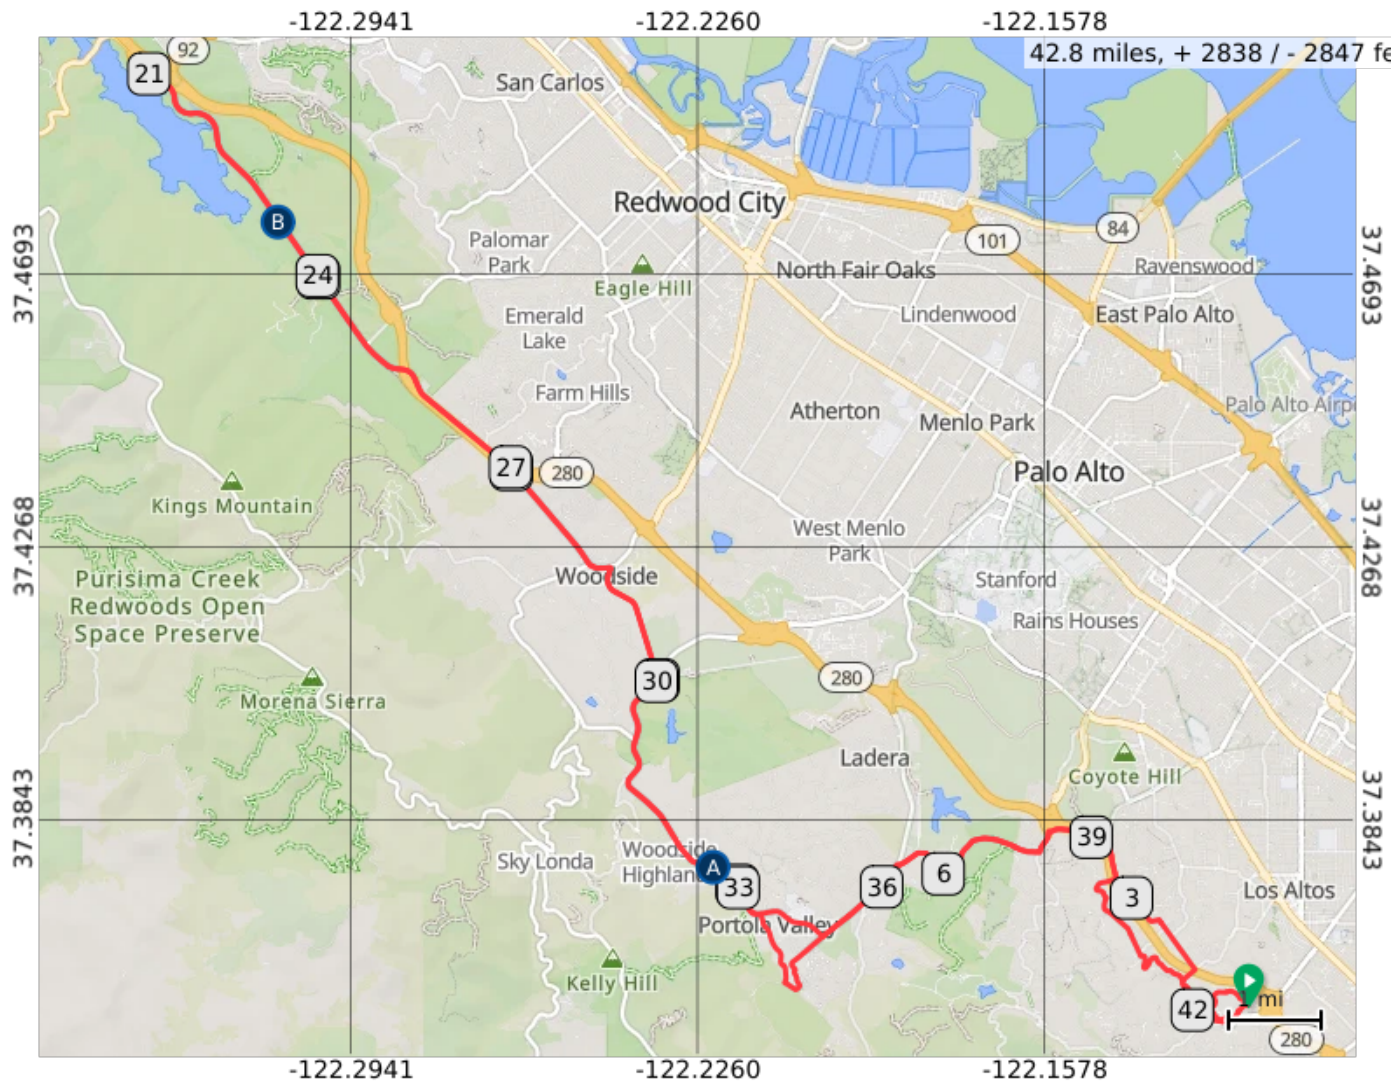 -122.2941
-122.2260
-122.1578
42.8 miles, + 2838 / - 2847 fe
92
21
San Carlos
Redwood City
84
B
101
Palomar
Park
37.4693
37.4693
24
North Fair Oaks
Ravenswood
Eagle Hill
Emerald
Lake
Lindenwood
East Palo Alto
Farm Hills
Atherton
Menlo Park
Palo Alto Airpo
27
280
Palo Alto
Kings Mountain
37.4268
37.4268
West Menlo
Park
Purisima Creek
Redwoods Open
Space Preserve
Woodside
Stanford
Rains Houses
30
280
Morena Sierra
Ladera
Coyote Hill
37.3843
37.3843
39
Sky Londa
Woodside
Highland
A
33
36
6
3
Los Altos
Portola Valley
Kelly Hill
42
1 mi
280
-122.2941
-122.2260
-122.1578